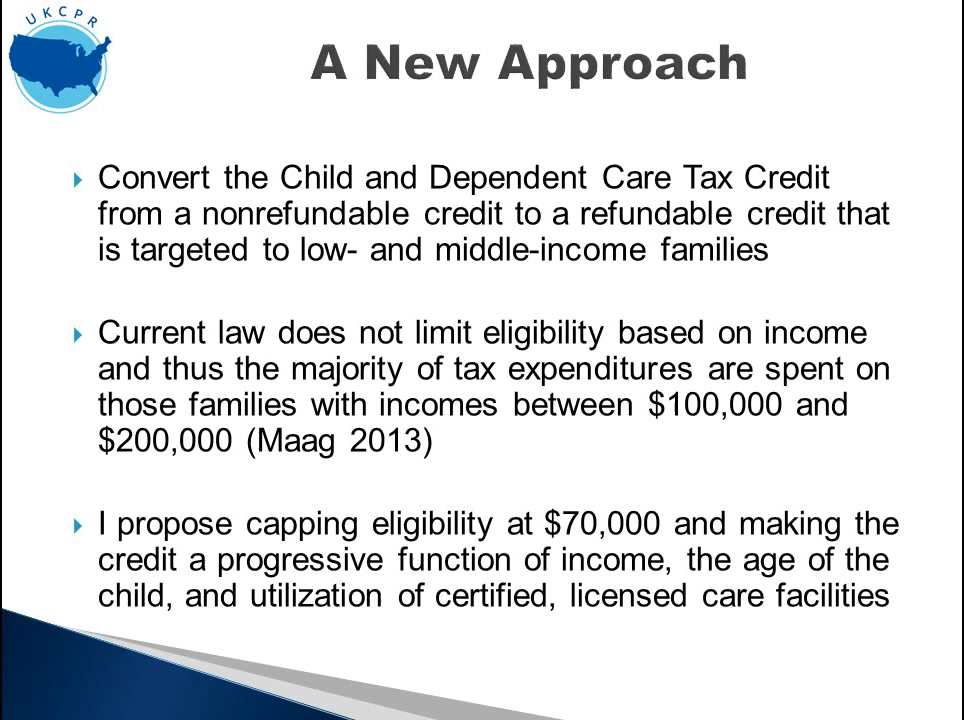 UKCPR
A New Approach
Convert the Child and Dependent Care Tax Credit
from a nonrefundable credit to a refundable credit that
is targeted to low- and middle-income families
Current law does not limit eligibility based on income
and thus the majority of tax expenditures are spent on
those families with incomes between $100,000 and
$200,000 (Maag 2013)
I propose capping eligibility at $70,000 and making the
credit a progressive function of income, the age of the
child, and utilization of certified, licensed care facilities